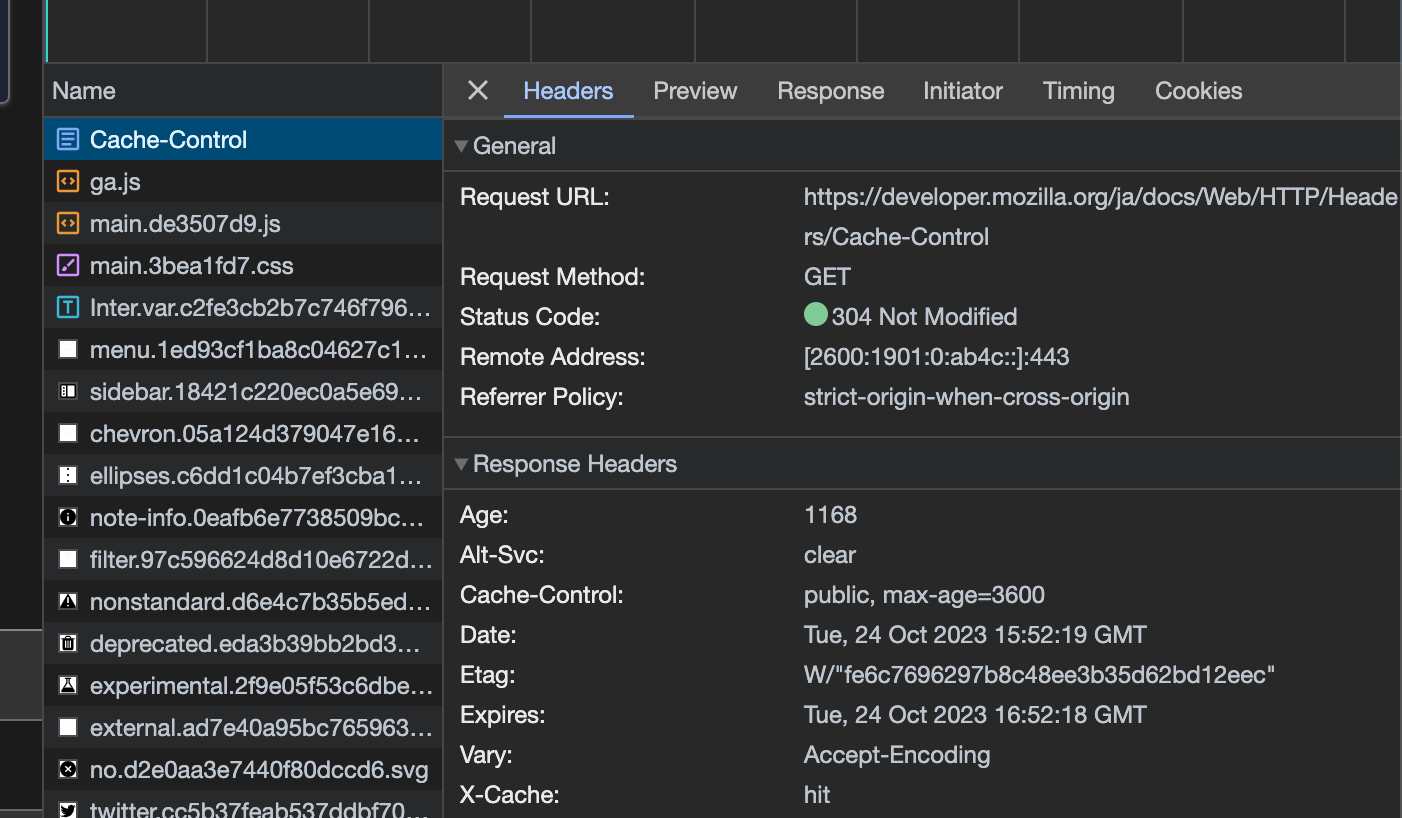 Name
Cache-Control
ga.js
main.de3507d9.js
main.3bea1fd7.css
Inter.var.c2fe3cb2b7c746f796...
menu.1ed93cf1ba8c04627c1...
sidebar.18421c220ec0a5e69...
chevron.05a124d379047e16...
ellipses.c6dd1c04b7ef3cba1...
note-info.0eafb6e7738509bc...
filter.97c596624d8d10e6722d...
nonstandard.d6e4c7b35b5ed...
deprecated.eda3b39bb2bd3...
experimental.2f9e05f53c6dbe...
external.ad7e40a95bc765963...
no.d2e0aa3e7440f80dccd6.svg
twitter.cc5b37feab537ddbf70...
Headers Preview Response Initiator Timing Cookies
General
Request URL: https://developer.mozilla.org/ja/docs/Web/HTTP/Heade
rs/Cache-Control
Request Method: GET
Status Code: 304 Not Modified
Remote Address: [2600:1901:0:ab4c::]:443
Referrer Policy: strict-origin-when-cross-origin
Response Headers
Age: 1168
Alt-Svc: clear
Cache-Control: public, max-age=3600
Date: Tue, 24 Oct 2023 15:52:19 GMT
Etag: W/"fe6c7696297b8c48ee3b35d62bd12eec"
Expires: Tue, 24 Oct 2023 16:52:18 GMT
Vary: Accept-Encoding
X-Cache: hit